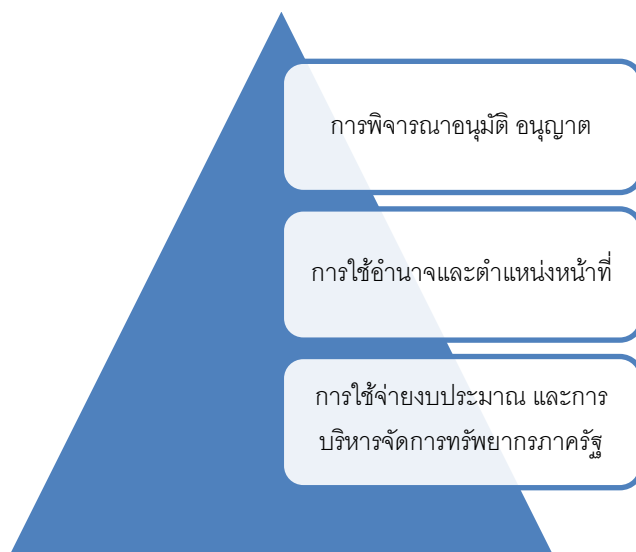 การพิจารณาอนุมัติ อนุญาต
การใช้อำนาจและตำแหน่งหน้าที่
การใช้จ่ายงบประมาณ และการ
บริหารจัดการทรัพยากรภาครัฐ